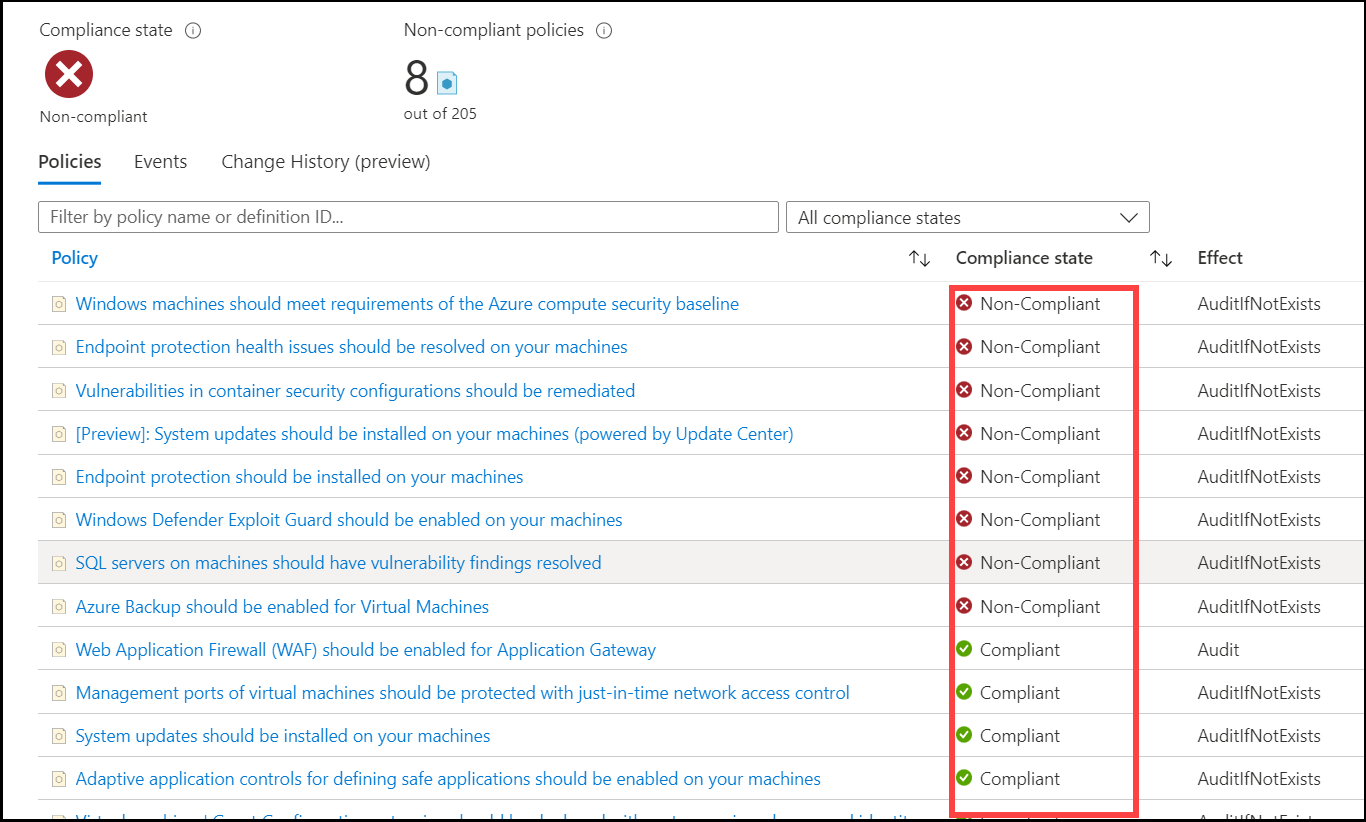 Compliance state Non-compliant policies
8
Non-compliant out of 205
Policies Events Change History (preview)
Filter by policy name or definition ID... All compliance states
Policy Compliance state Effect
Windows machines should meet requirements of the Azure compute security baseline Non-Compliant AuditIfNotExists
Endpoint protection health issues should be resolved on your machines Non-Compliant AuditIfNotExists
Vulnerabilities in container security configurations should be remediated Non-Compliant AuditIfNotExists
[Preview]: System updates should be installed on your machines (powered by Update Center) Non-Compliant AuditIfNotExists
Endpoint protection should be installed on your machines Non-Compliant AuditIfNotExists
Windows Defender Exploit Guard should be enabled on your machines Non-Compliant AuditIfNotExists
SQL servers on machines should have vulnerability findings resolved Non-Compliant AuditIfNotExists
Azure Backup should be enabled for Virtual Machines Non-Compliant AuditIfNotExists
Web Application Firewall (WAF) should be enabled for Application Gateway Compliant Audit
Management ports of virtual machines should be protected with just-in-time network access control Compliant AuditIfNotExists
System updates should be installed on your machines Compliant AuditIfNotExists
Adaptive application controls for defining safe applications should be enabled on your machines Compliant AuditIfNotExists